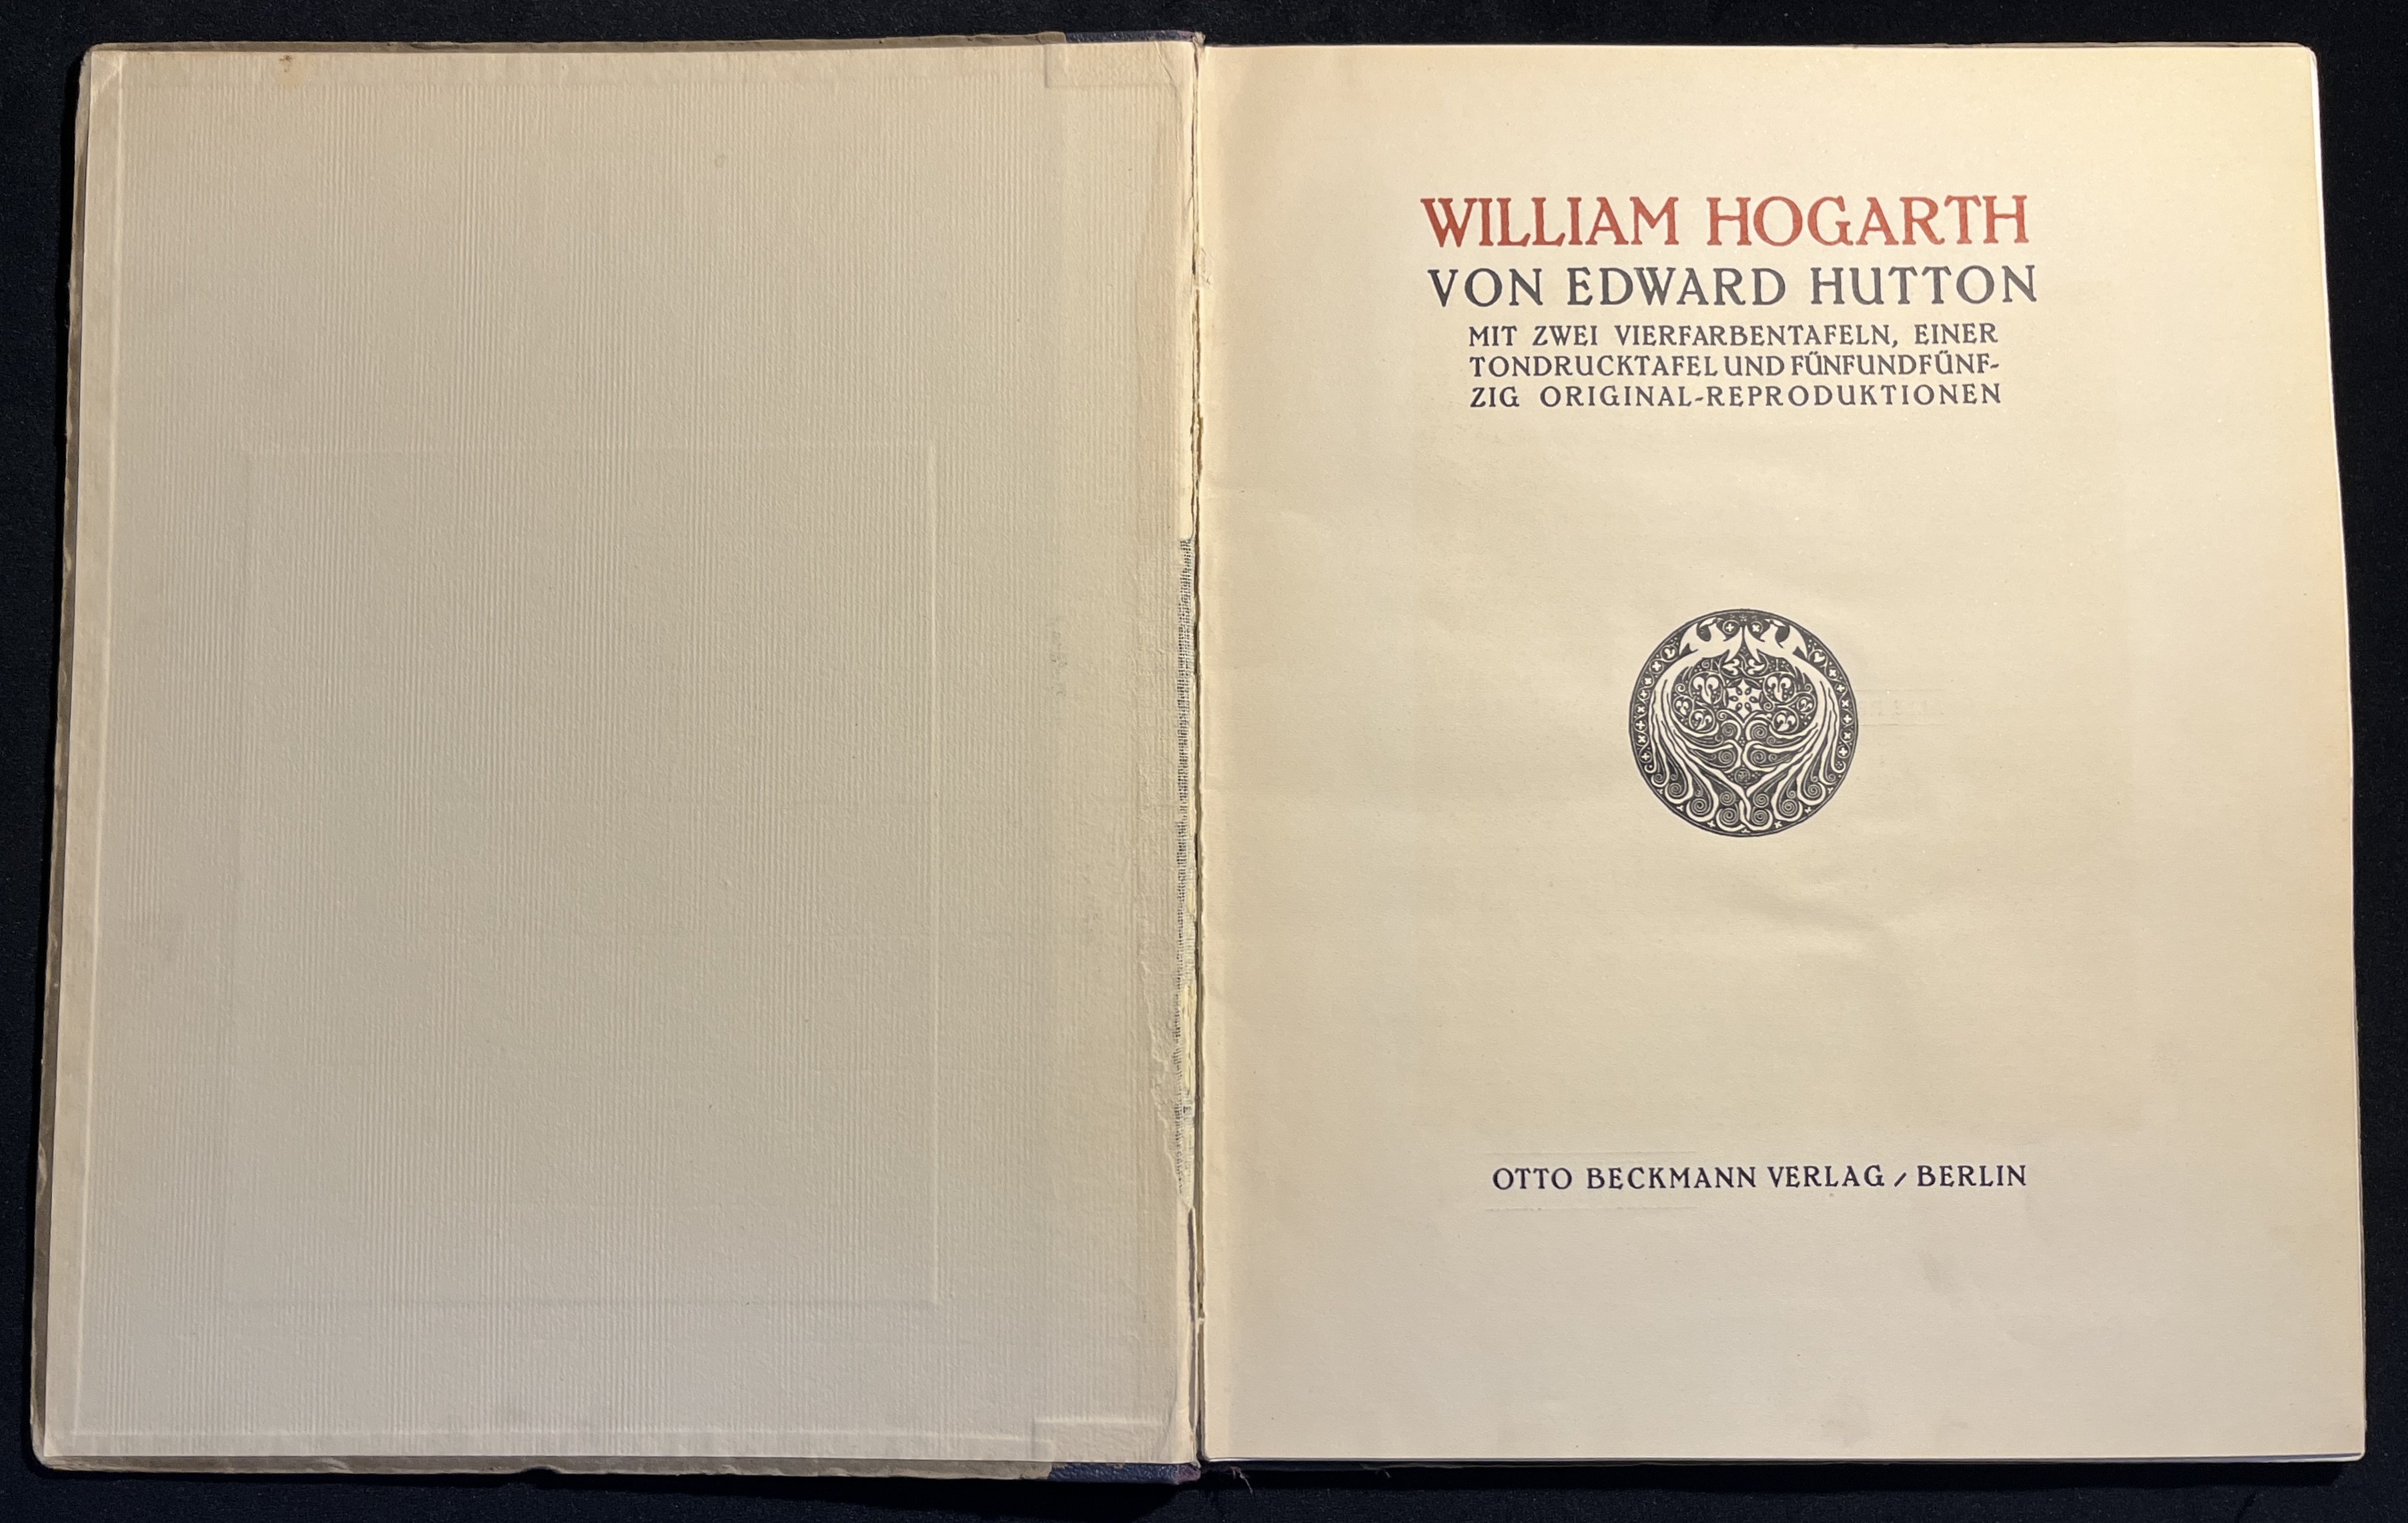 WILLIAM HOGARTH
VON EDWARD HUTTON
MIT ZWEI VIERFARBENTAFELN, EINER
TONDRUCKTAFEL UND FÜNFUNDFÜNF-
ZIG ORIGINAL-REPRODUKTIONEN
OTTO BECKMANN VERLAG / BERLIN